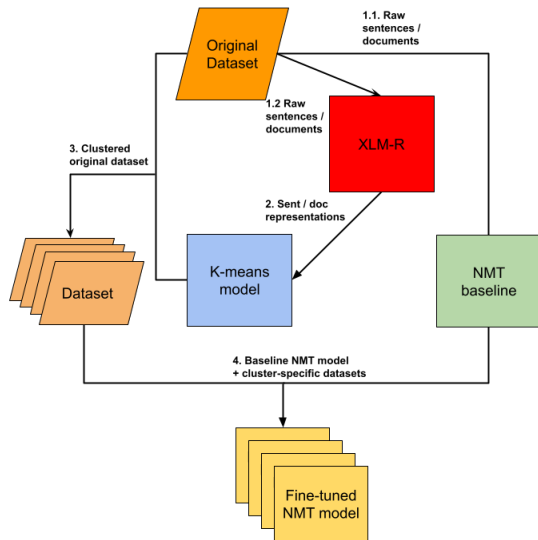 1.1. Raw
sentences /
documents
Original
Dataset
1.2 Raw
sentences /
documents
XLM-R
3. Clustered
original dataset
2. Sent / doc
representations
K-means
model
NMT
baseline
Dataset
4. Baseline NMT model
+ cluster-specific datasets
Fine-tuned
NMT model